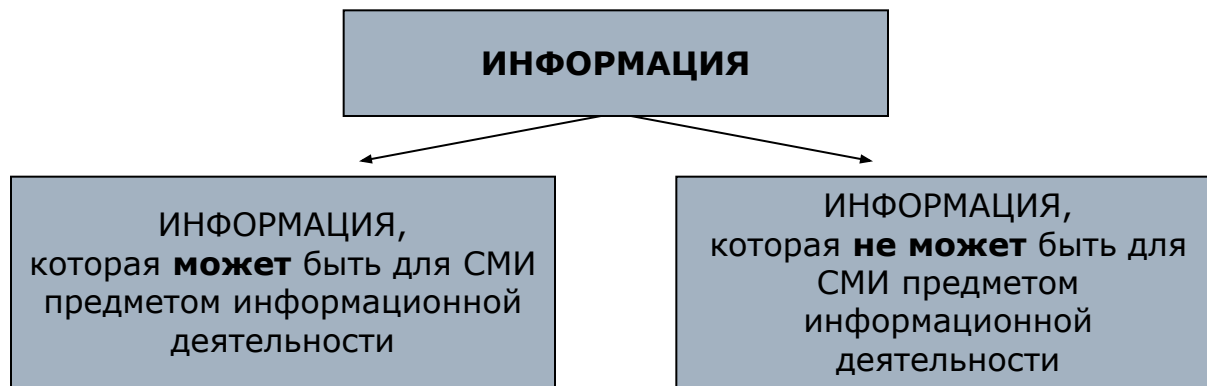 ИНФОРМАЦИЯ
ИНФОРМАЦИЯ,
которая может быть для СМИ
предметом информационной
деятельности
ИНФОРМАЦИЯ,
которая не может быть для
СМИ предметом
информационной
деятельности